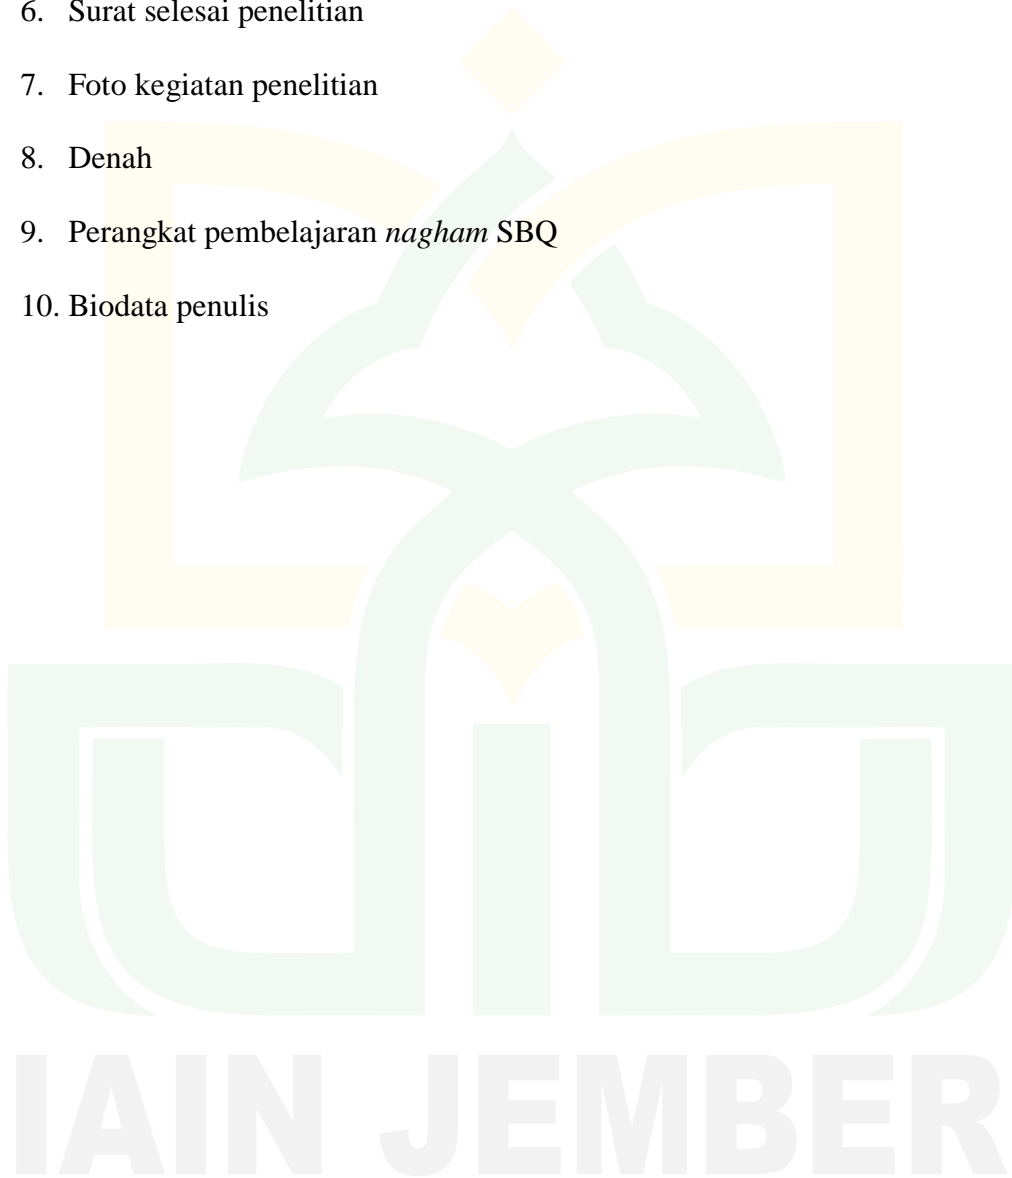 6. Surat selesai penelitian
7. Foto kegiatan penelitian
8. Denah
9. Perangkat pembelajaran nagham SBQ
10. Biodata penulis
IAIN JEMBER